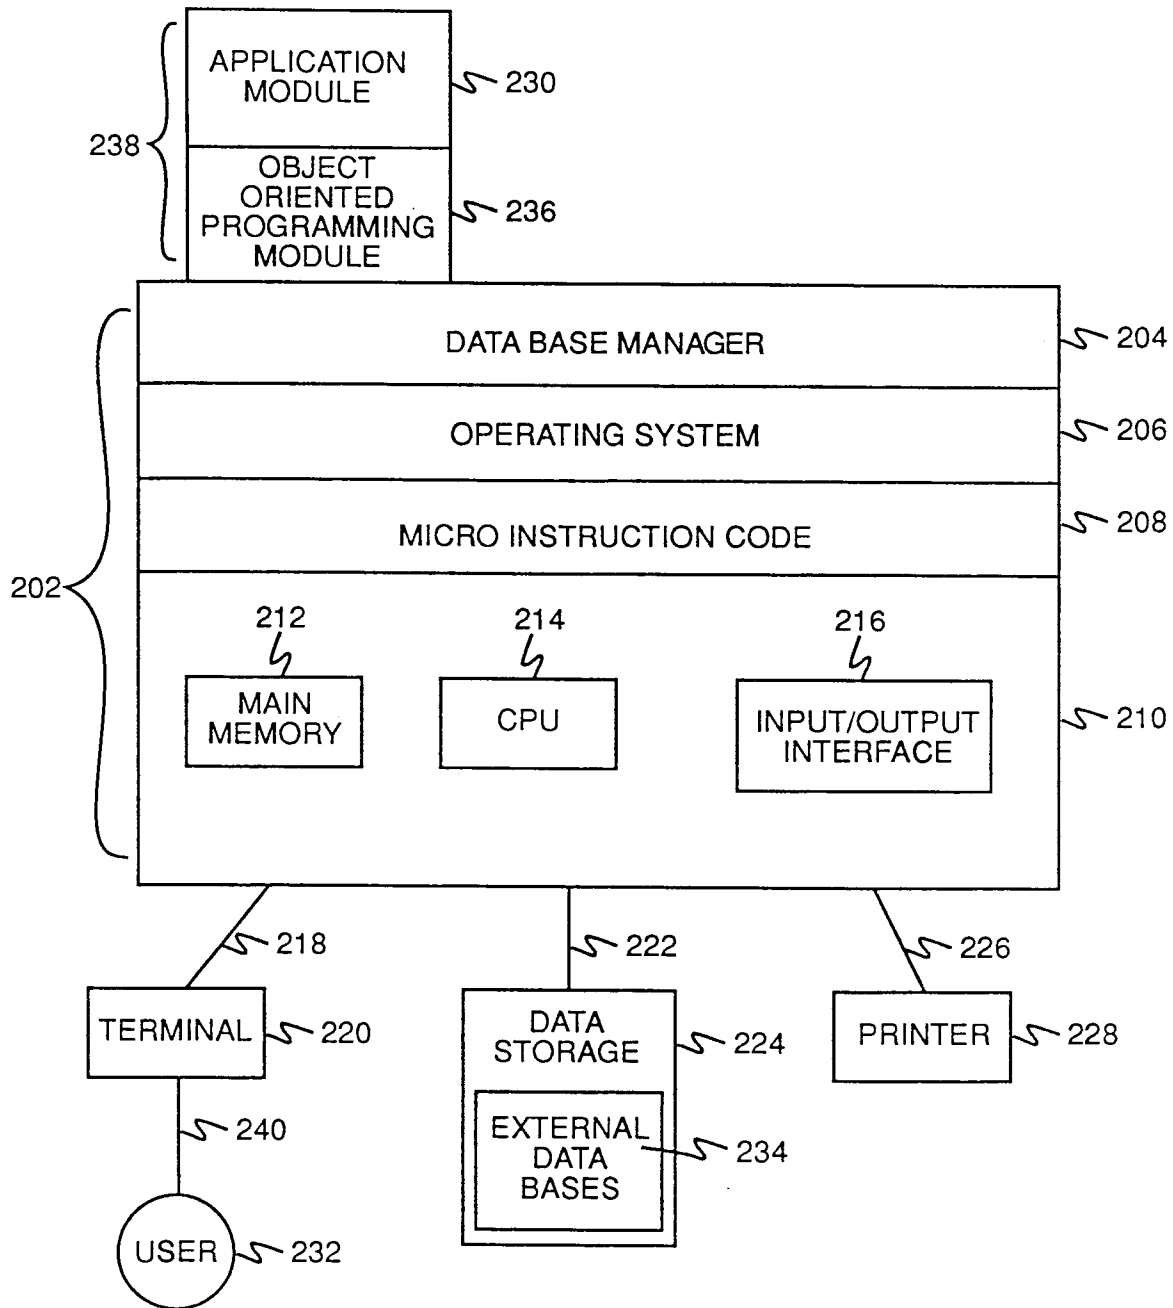 APPLICATION
MODULE
230
238
OBJECT
ORIENTED
PROGRAMMING
MODULE
236
DATA BASE MANAGER
204
OPERATING SYSTEM
206
MICRO INSTRUCTION CODE
208
202
212
214
216
MAIN
MEMORY
CPU
INPUT/OUTPUT
INTERFACE
210
218
222
226
TERMINAL
220
DATA
STORAGE
224
PRINTER
228
240
EXTERNAL
DATA
BASES
234
USER
232